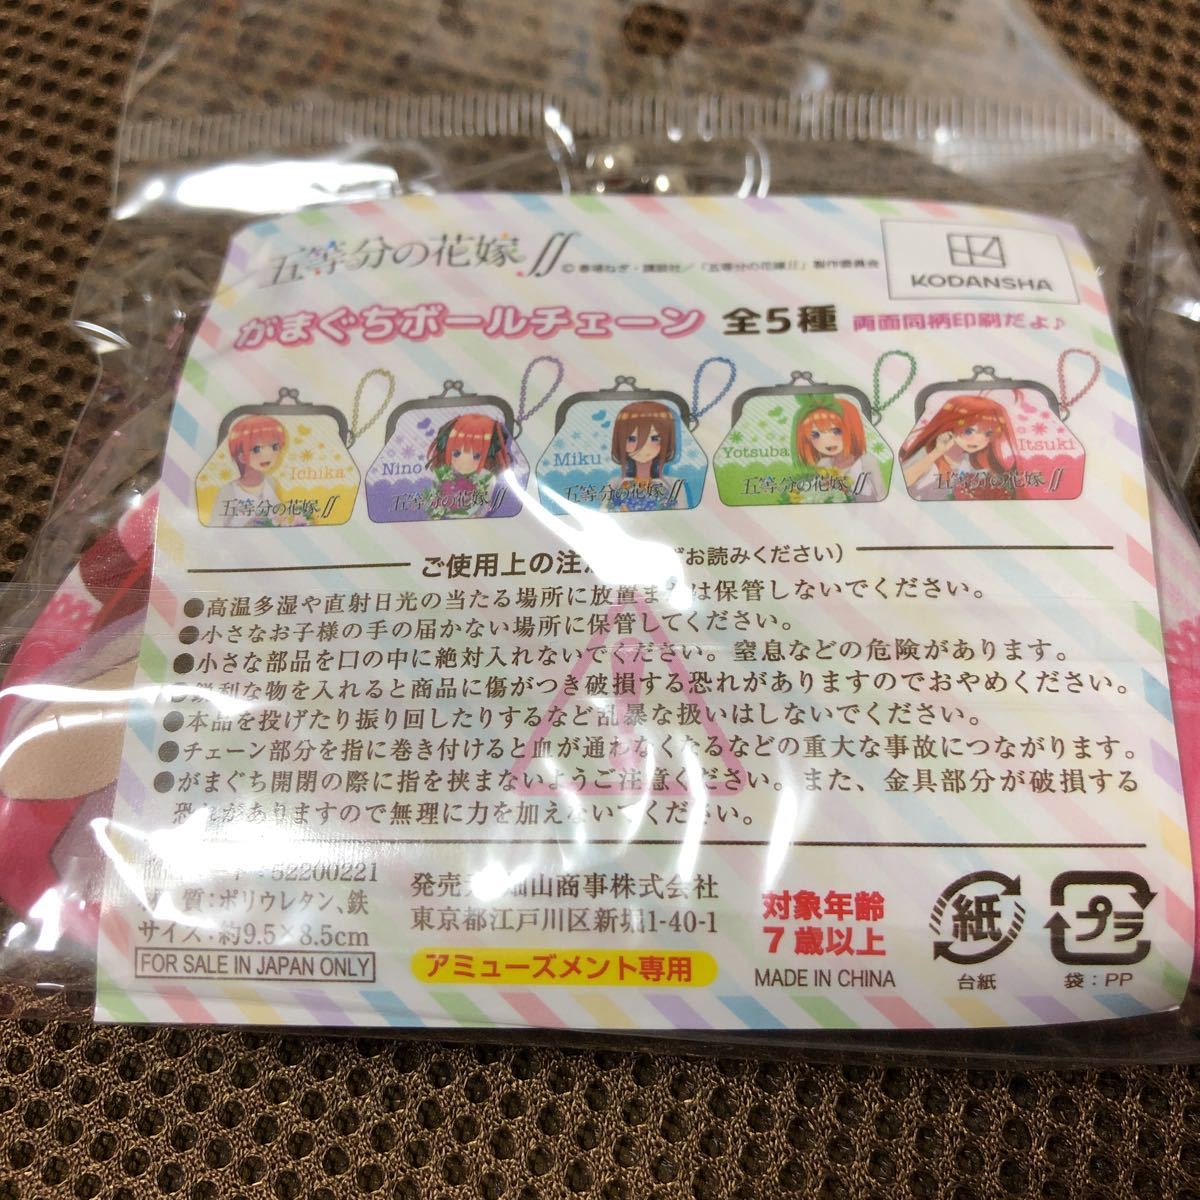 五等分の花嫁∬
©春場ねぎ・講談社/「五等分の花嫁∬」製作委員会
KODANSHA
がまぐちボールチェーン 全5種 両面同柄印刷だよ♪
Ichika
五等分の花嫁∬
Nino
五等分の花嫁∬
Miku
五等分の花嫁∬
Yotsuba
五等分の花嫁∬
Itsuki
五等分の花嫁∬
ご使用上の注 お読みください)
●高温多湿や直射日光の当たる場所に放置または保管しないでください。
●小さなお子様の手の届かない場所に保管してください。
●小さな部品を口の中に絶対入れないでください。窒息などの危険があります。
●鋭利な物を入れると商品に傷がつき破損する恐れがありますのでおやめください。
●本品を投げたり振り回したりするなど乱暴な扱いはしないでください。
●チェーン部分を指に巻き付けると血が通わなくなるなどの重大な事故につながります。
●がまぐち開閉の際に指を挟まないようご注意ください。また、金具部分が破損する
恐れがありますので無理に力を加えないでください。
52200221
質:ポリウレタン、鉄
サイズ:約9.5×8.5cm
FOR SALE IN JAPAN ONLY
発売元 山商事株式会社
東京都江戸川区新堀1-40-1
アミューズメント専用
対象年齢
7歳以上
MADE IN CHINA
紙
台紙
プラ
袋:PP